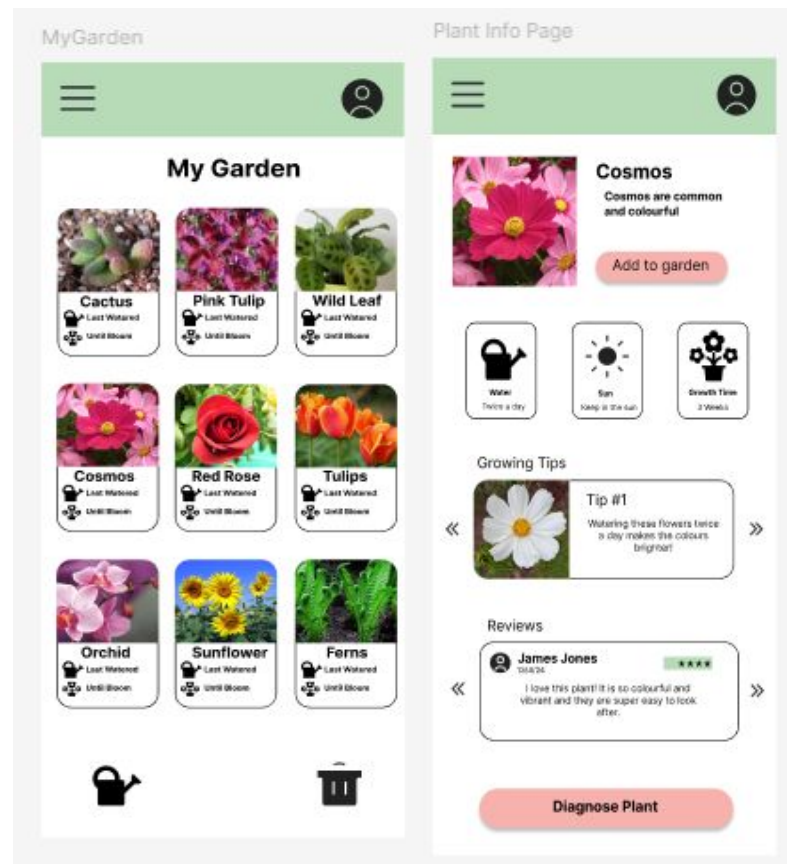 MyGarden
My Garden
Cactus
Last Watered
Until Bloom
Pink Tulip
Last Watered
Until Bloom
Wild Leaf
Last Watered
Until Bloom
Cosmos
Last Watered
Until Bloom
Red Rose
Last Watered
Until Bloom
Tulips
Last Watered
Until Bloom
Orchid
Last Watered
Until Bloom
Sunflower
Last Watered
Until Bloom
Ferns
Last Watered
Until Bloom
Plant Info Page
Cosmos
Cosmos are common
and colourful
Add to garden
Water
Twice a day
Sun
Keep in the sun
Growth Time
Weeks
Growing Tips
Tip #1
Watering these flowers twice
a day makes the colours
brighter!
Reviews
James Jones
I love this plant! It is so colourful and
vibrant and they are super easy to look
after.
Diagnose Plant